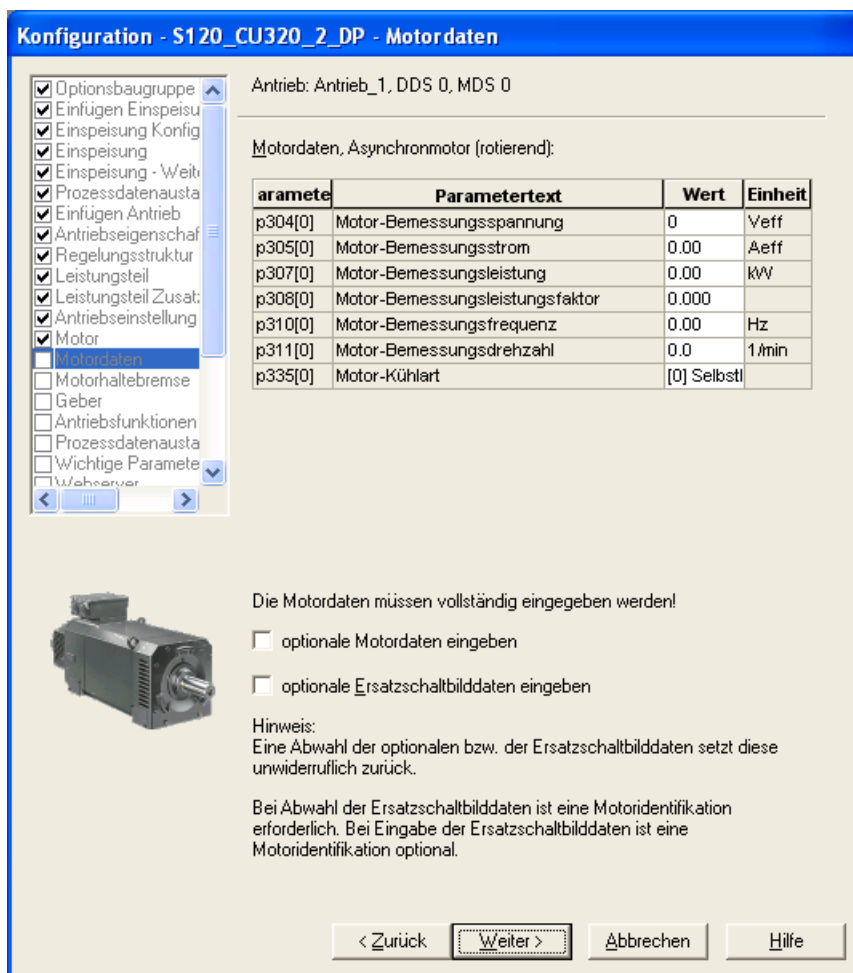 Konfiguration - S120_CU320_2_DP - Motordaten
Optionsbaugruppe
Einfügen Einspeisu
Einspeisung Konfig
Einspeisung
Einspeisung - Weit
Prozessdatenausta
Einfügen Antrieb
Antriebseigenschaf
Regelungsstruktur
Leistungsteil
Leistungsteil Zusat
Antriebseinstellung
Motor
Motordaten
Motorhaltebremse
Geber
Antriebsfunktionen
Prozessdatenausta
Wichtige Paramete
Webserver
Antrieb: Antrieb_1, DDS 0, MDS 0
Motordaten, Asynchronmotor (rotierend):
aramete Parametertext Wert Einheit
p304[0] Motor-Bemessungsspannung 0 Veff
p305[0] Motor-Bemessungsstrom 0.00 Aeff
p307[0] Motor-Bemessungsleistung 0.00 kW
p308[0] Motor-Bemessungsleistungsfaktor 0.000
p310[0] Motor-Bemessungsfrequenz 0.00 Hz
p311[0] Motor-Bemessungsdrehzahl 0.0 1/min
p335[0] Motor-Kühlart [0] Selbstl
Die Motordaten müssen vollständig eingegeben werden!
optionale Motordaten eingeben
optionale Ersatzschaltbilddaten eingeben
Hinweis:
Eine Abwahl der optionalen bzw. der Ersatzschaltbilddaten setzt diese
unwiderruflich zurück.
Bei Abwahl der Ersatzschaltbilddaten ist eine Motoridentifikation
erforderlich. Bei Eingabe der Ersatzschaltbilddaten ist eine
Motoridentifikation optional.
< Zurück Weiter > Abbrechen Hilfe